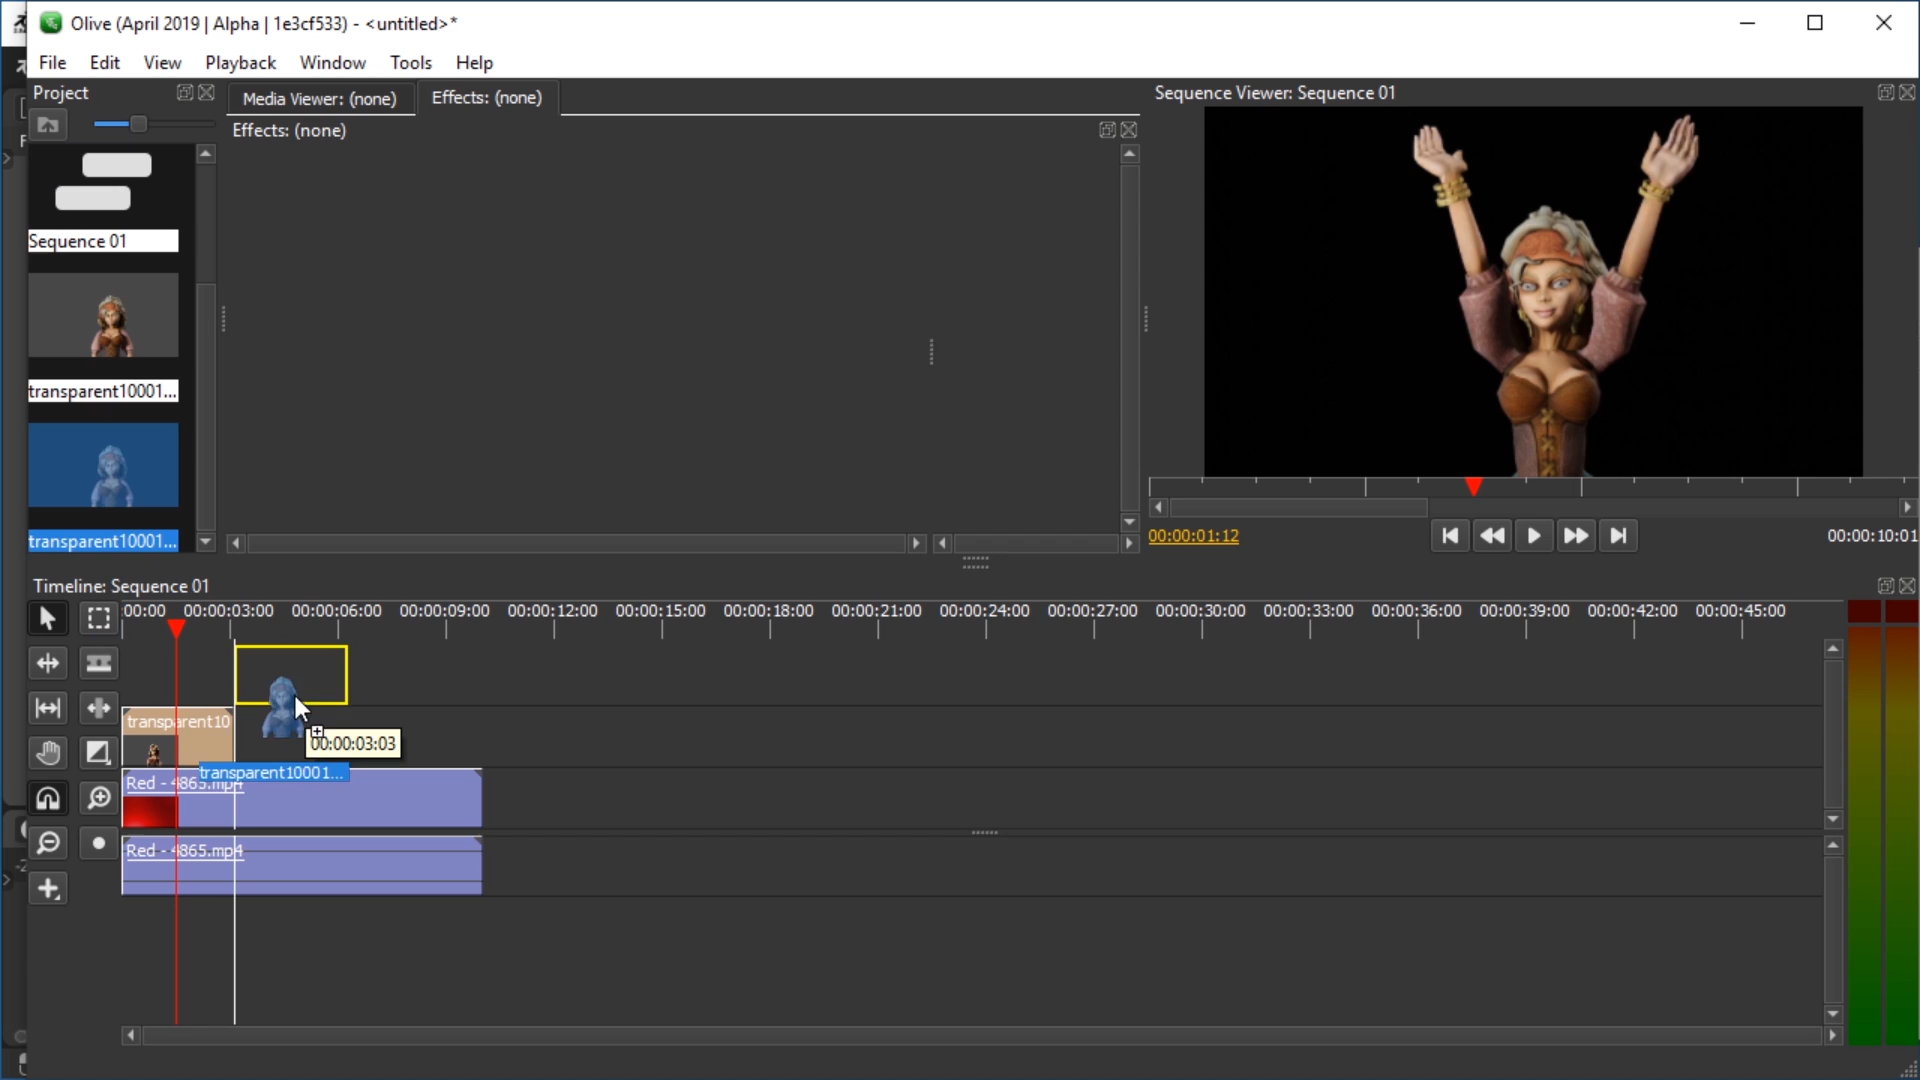 Olive (April 2019 | Alpha | 1e3cf533) - <untitled>*
File Edit View Playback Window Tools Help
Project
Media Viewer: (none)
Effects: (none)
Sequence Viewer: Sequence 01
Effects: (none)
Sequence 01
transparent10001...
transparent10001...
00:00:01:12
00:00:10:01
Timeline: Sequence 01
00:00 00:00:03:00 00:00:06:00 00:00:09:00 00:00:12:00 00:00:15:00 00:00:18:00 00:00:21:00 00:00:24:00 00:00:27:00 00:00:30:00 00:00:33:00 00:00:36:00 00:00:39:00 00:00:42:00 00:00:45:00
transparent10
00:00:03:03
transparent10001...
Red - 4865.mp4
Red - 4865.mp4